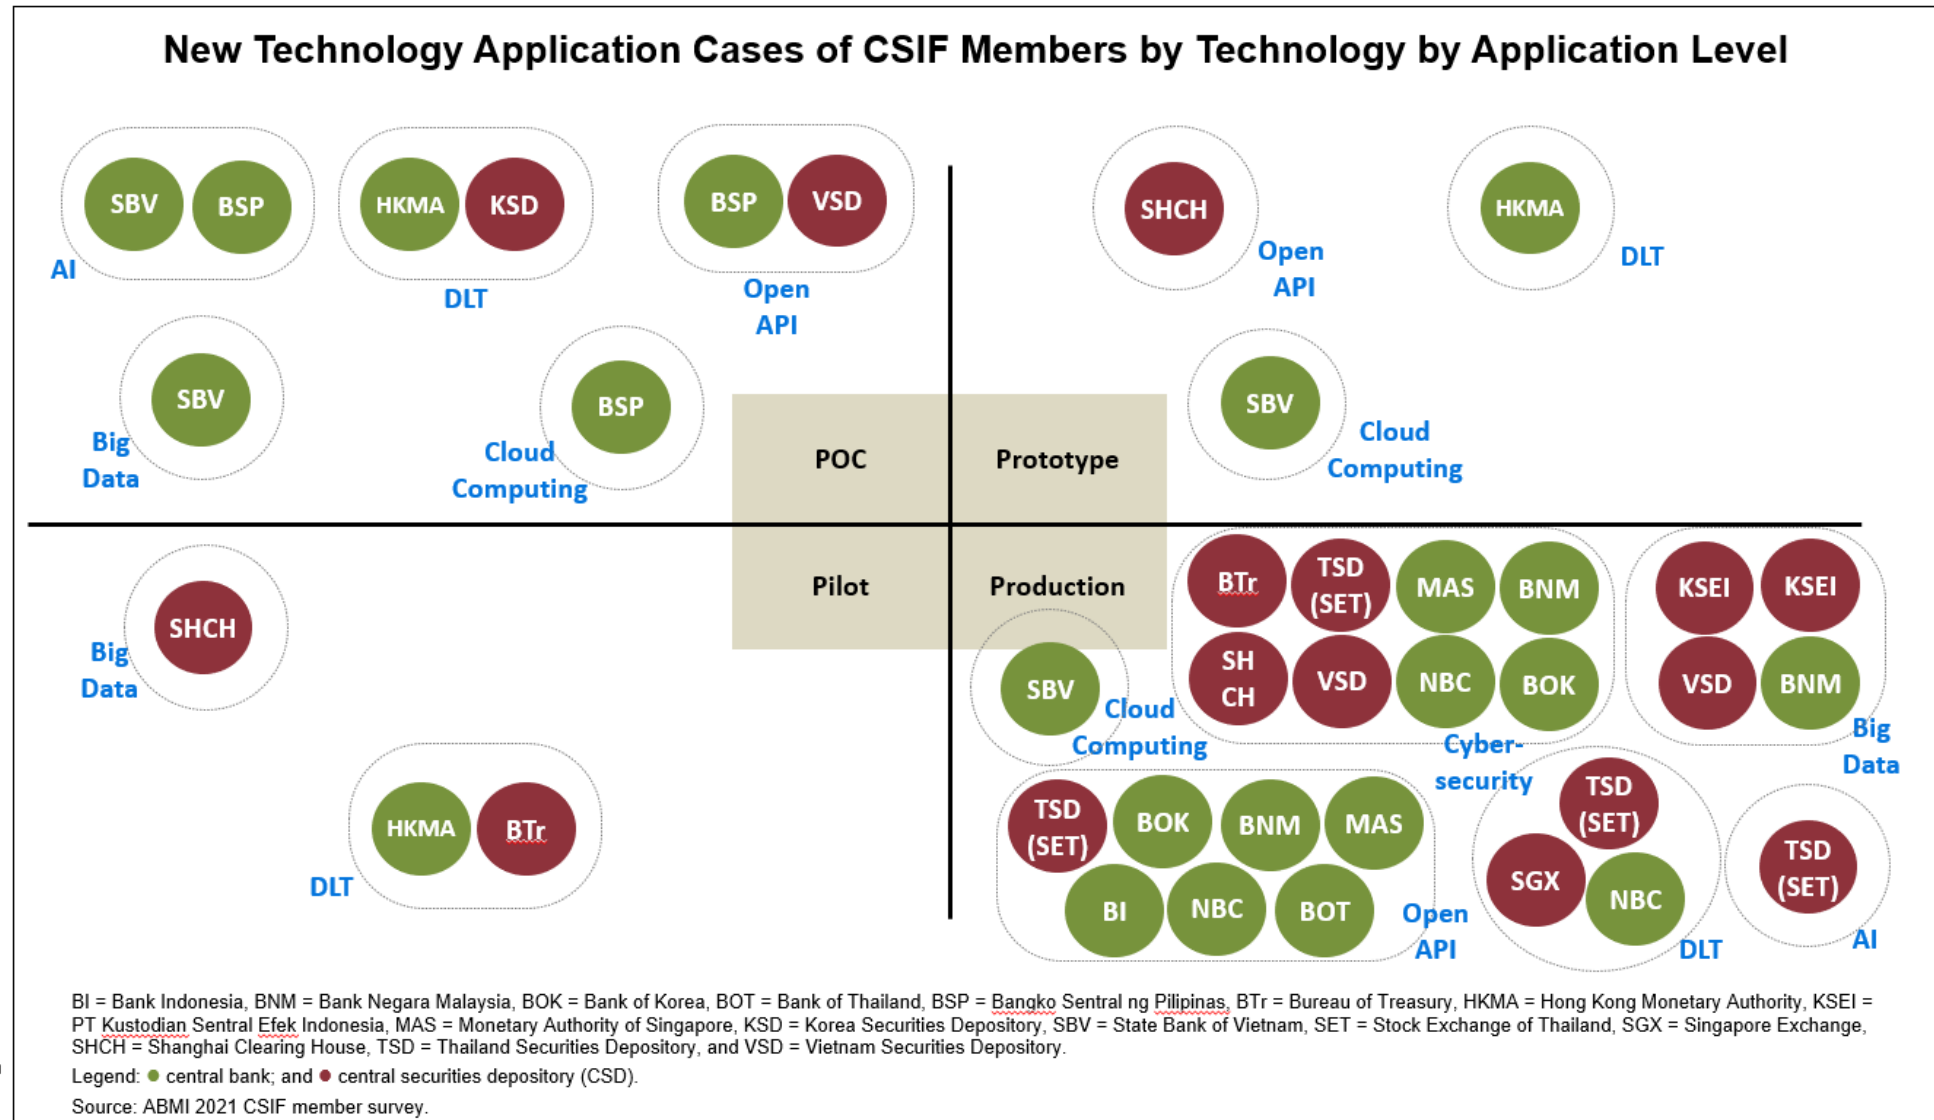 New Technology Application Cases of CSIF Members by Technology by Application Level
SBV
BSP
AI
HKMA
KSD
DLT
BSP
VSD
Open
API
SBV
Big
Data
BSP
Cloud
Computing
POC
SHCH
Open
API
HKMA
DLT
SBV
Cloud
Computing
Prototype
Pilot
SHCH
Big
Data
HKMA
BTr
DLT
Production
SBV
Cloud
Computing
BTr
TSD
(SET)
MAS
BNM
SH
CH
VSD
NBC
BOK
Cyber-
security
KSEI
KSEI
VSD
BNM
Big
Data
TSD
(SET)
BOK
BNM
MAS
BI
NBC
BOT
Open
API
TSD
(SET)
SGX
NBC
DLT
TSD
(SET)
AI
BI = Bank Indonesia, BNM = Bank Negara Malaysia, BOK = Bank of Korea, BOT = Bank of Thailand, BSP = Bangko Sentral ng Pilipinas, BTr = Bureau of Treasury, HKMA = Hong Kong Monetary Authority, KSEI =
PT Kustodian Sentral Efek Indonesia, MAS = Monetary Authority of Singapore, KSD = Korea Securities Depository, SBV = State Bank of Vietnam, SET = Stock Exchange of Thailand, SGX = Singapore Exchange,
SHCH = Shanghai Clearing House, TSD = Thailand Securities Depository, and VSD = Vietnam Securities Depository.
Legend: ● central bank; and ● central securities depository (CSD).
Source: ABMI 2021 CSIF member survey.